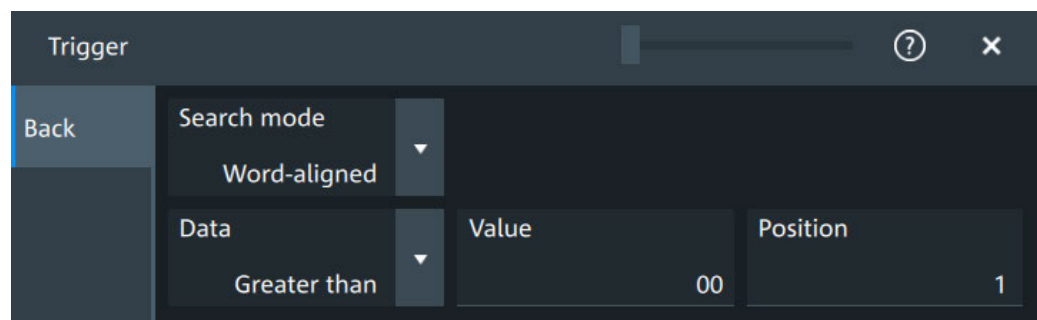 Trigger
Back
Search mode
Word-aligned
Data
Greater than
Value
00
Position
1